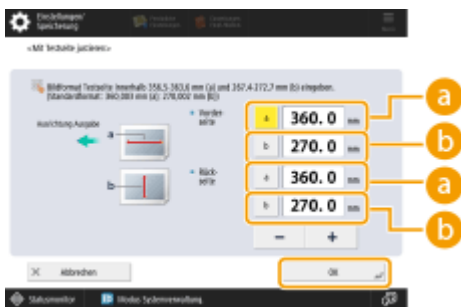 Einstellungen/
Speicherung
<Mit Testseite justieren>
Bildformat Testseite innerhalb 356,5-363,6 mm (a) und 267,4-272,7 mm (b) eingeben.
(Standardformat: 360,003 mm (a); 270,002 mm (b))
Ausrichtung Ausgabe
a
b
Vorder-
seite
a 360.0 mm
b 270.0 mm
Rück-
seite
a 360.0 mm
b 270.0 mm
- +
a
b
a
b
× Abbrechen
OK
Statusmonitor
Modus Systemverwaltung